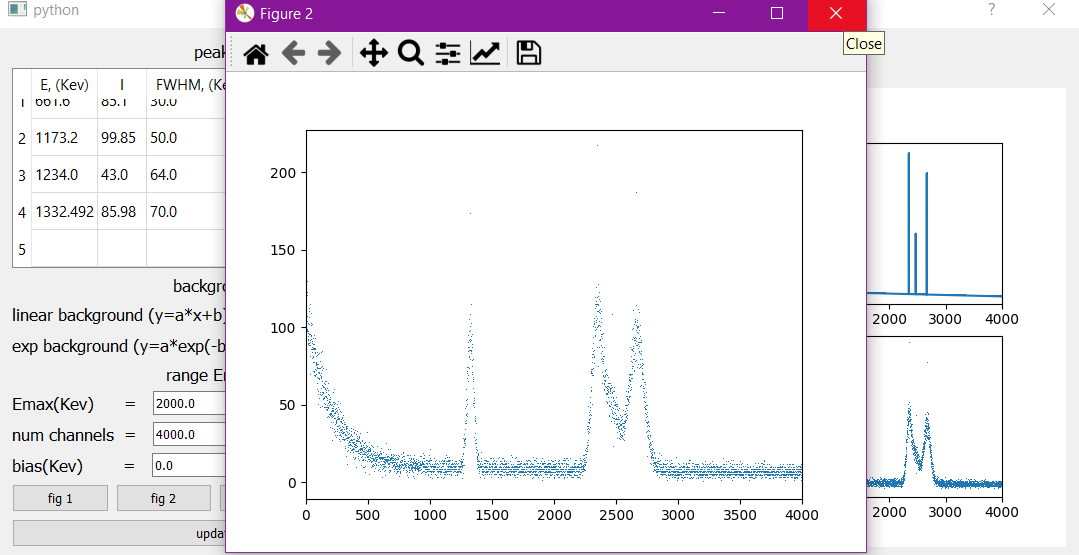 python
?
Figure 2
Close
peak
E, (Kev) I FWHM, (Ke
1 661.6 85.1 30.0
2 1173.2 99.85 50.0
3 1234.0 43.0 64.0
4 1332.492 85.98 70.0
5
backgro
linear background (y=a*x+b)
exp background (y=a*exp(-b
range E
Emax(Kev) = 2000.0
num channels = 4000.0
bias(Kev) = 0.0
fig 1 fig 2
updat
200
150
100
50
0
0 500 1000 1500 2000 2500 3000 3500 4000
2000 3000 4000
2000 3000 4000